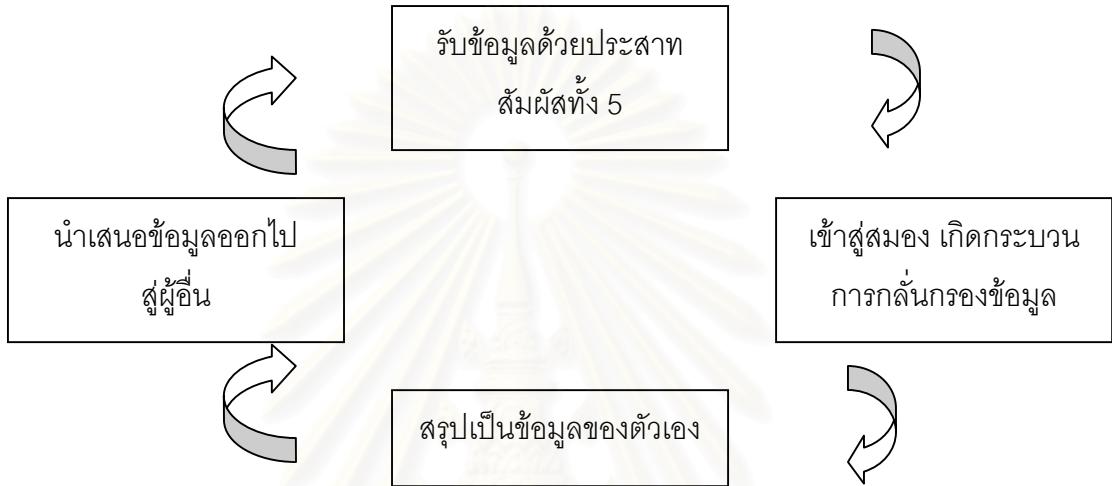 รับข้อมูลด้วยประสาท
สัมผัสทั้ง 5
นำเสนอข้อมูลออกไป
สู่ผู้อื่น
เข้าสู่สมอง เกิดกระบวน
การกลั่นกรองข้อมูล
สรุปเป็นข้อมูลของตัวเอง